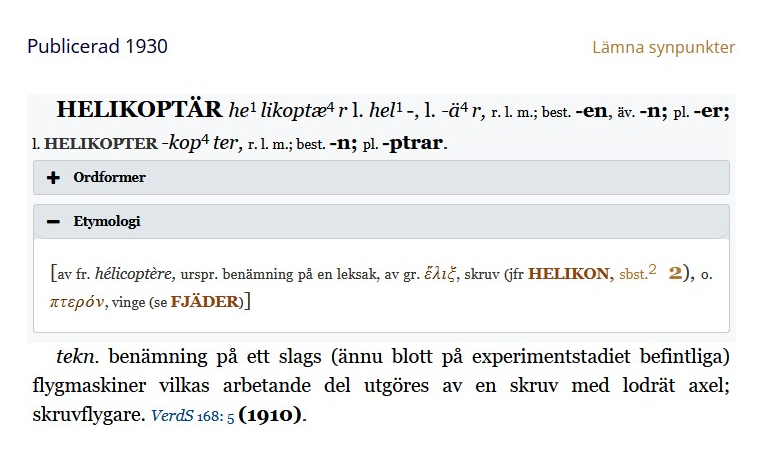 Publicerad 1930
Lämna synpunkter
HELIKOPTÄR he¹ likoptæ⁴ r l. hel¹ -, l. -ä⁴ r, r. l. m.; best. -en, äv. -n; pl. -er;
l. HELIKOPTER -kop⁴ ter, r. l. m.; best. -n; pl. -ptrar.
+ Ordformer
− Etymologi
[av fr. hélicoptère, urspr. benämning på en leksak, av gr. ἕλιξ, skruv (jfr HELIKON, sbst.² 2), o.
πτερόν, vinge (se FJÄDER)]
tekn. benämning på ett slags (ännu blott på experimentstadiet befintliga)
flygmaskiner vilkas arbetande del utgöres av en skruv med lodrät axel;
skruvflygare. VerdS 168: 5 (1910).